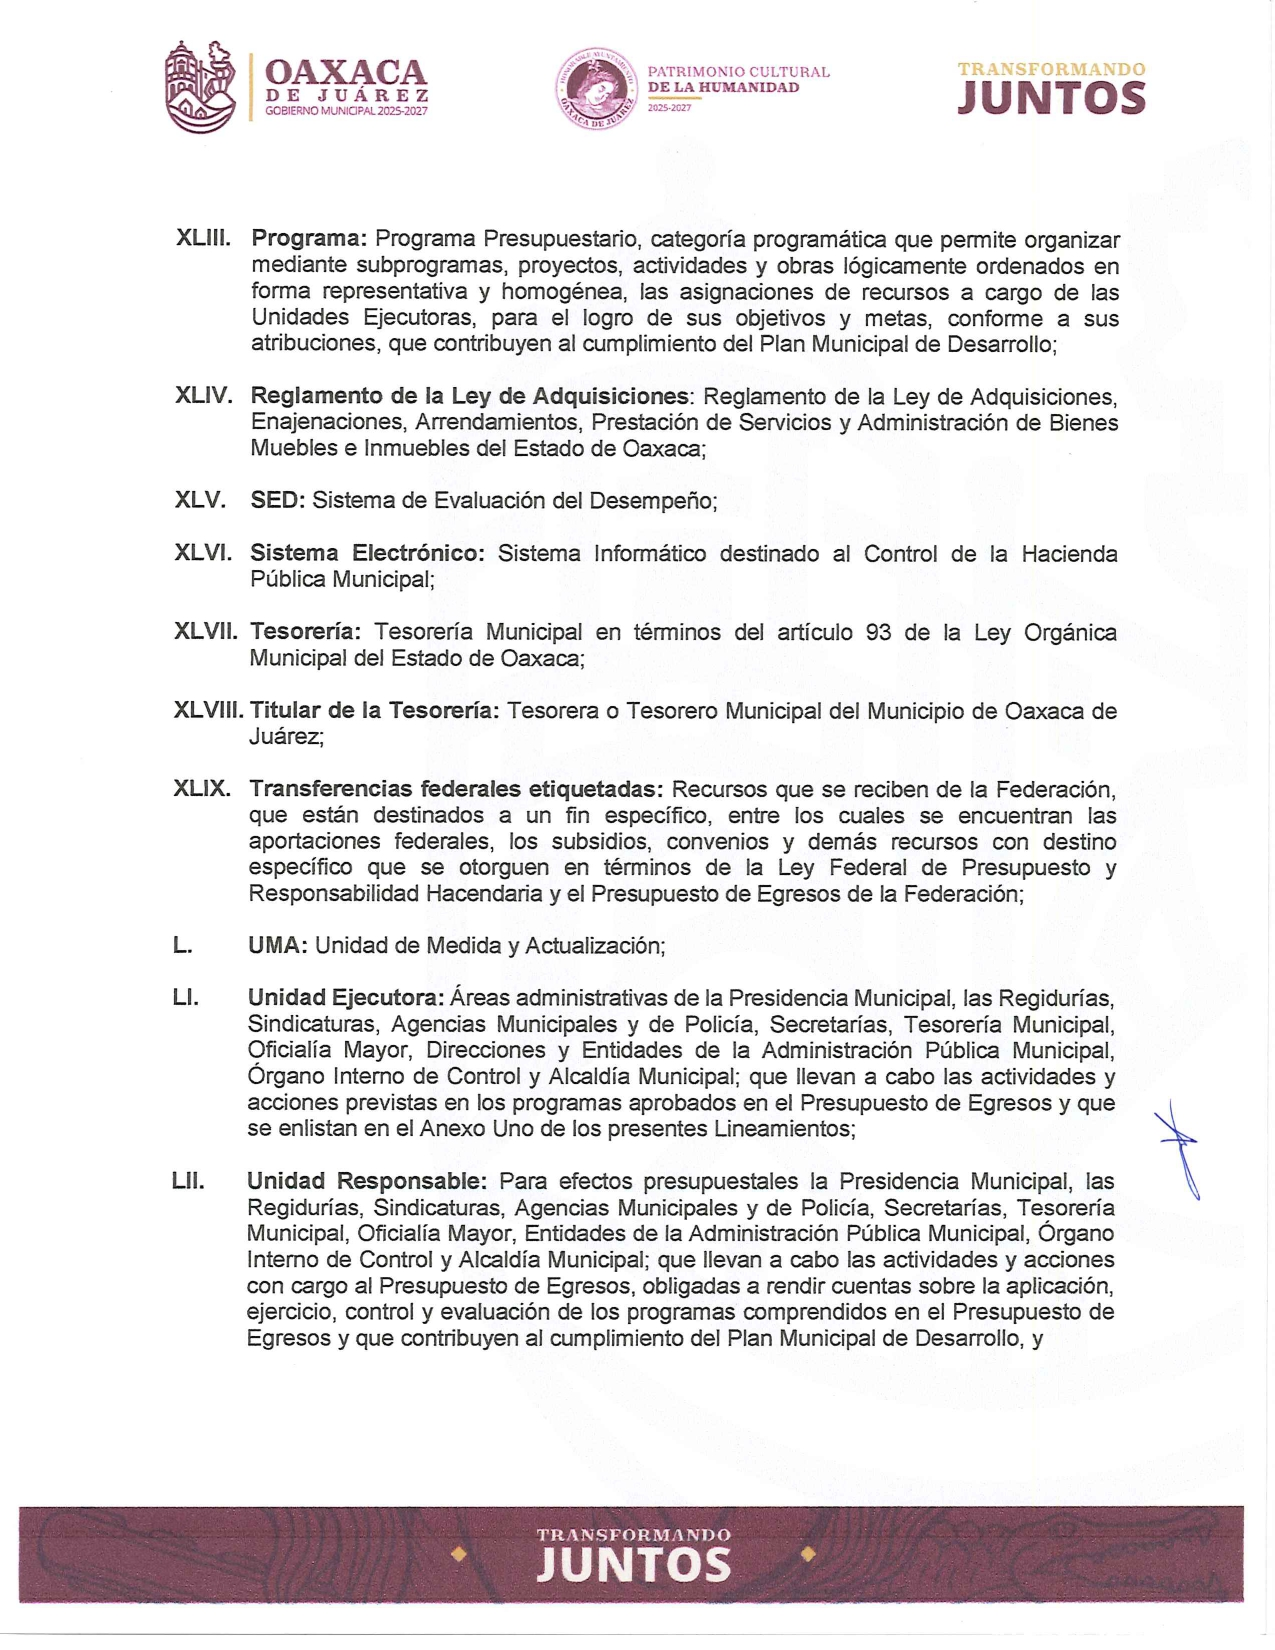 OAXACA
DE JUÁREZ
GOBIERNO MUNICIPAL 2025-2027
HONORABLE AYUNTAMIENTO
OAXACA DE JUÁREZ
PATRIMONIO CULTURAL
DE LA HUMANIDAD
2025-2027
TRANSFORMANDO
JUNTOS
XLIII. Programa: Programa Presupuestario, categoría programática que permite organizar
mediante subprogramas, proyectos, actividades y obras lógicamente ordenados en
forma representativa y homogénea, las asignaciones de recursos a cargo de las
Unidades Ejecutoras, para el logro de sus objetivos y metas, conforme a sus
atribuciones, que contribuyen al cumplimiento del Plan Municipal de Desarrollo;
XLIV. Reglamento de la Ley de Adquisiciones: Reglamento de la Ley de Adquisiciones,
Enajenaciones, Arrendamientos, Prestación de Servicios y Administración de Bienes
Muebles e Inmuebles del Estado de Oaxaca;
XLV. SED: Sistema de Evaluación del Desempeño;
XLVI. Sistema Electrónico: Sistema Informático destinado al Control de la Hacienda
Pública Municipal;
XLVII. Tesorería: Tesorería Municipal en términos del artículo 93 de la Ley Orgánica
Municipal del Estado de Oaxaca;
XLVIII. Titular de la Tesorería: Tesorera o Tesorero Municipal del Municipio de Oaxaca de
Juárez;
XLIX. Transferencias federales etiquetadas: Recursos que se reciben de la Federación,
que están destinados a un fin específico, entre los cuales se encuentran las
aportaciones federales, los subsidios, convenios y demás recursos con destino
específico que se otorguen en términos de la Ley Federal de Presupuesto y
Responsabilidad Hacendaria y el Presupuesto de Egresos de la Federación;
L. UMA: Unidad de Medida y Actualización;
LI. Unidad Ejecutora: Áreas administrativas de la Presidencia Municipal, las Regidurías,
Sindicaturas, Agencias Municipales y de Policía, Secretarías, Tesorería Municipal,
Oficialía Mayor, Direcciones y Entidades de la Administración Pública Municipal,
Órgano Interno de Control y Alcaldía Municipal; que llevan a cabo las actividades y
acciones previstas en los programas aprobados en el Presupuesto de Egresos y que
se enlistan en el Anexo Uno de los presentes Lineamientos;
LII. Unidad Responsable: Para efectos presupuestales la Presidencia Municipal, las
Regidurías, Sindicaturas, Agencias Municipales y de Policía, Secretarías, Tesorería
Municipal, Oficialía Mayor, Entidades de la Administración Pública Municipal, Órgano
Interno de Control y Alcaldía Municipal; que llevan a cabo las actividades y acciones
con cargo al Presupuesto de Egresos, obligadas a rendir cuentas sobre la aplicación,
ejercicio, control y evaluación de los programas comprendidos en el Presupuesto de
Egresos y que contribuyen al cumplimiento del Plan Municipal de Desarrollo, y
TRANSFORMANDO
JUNTOS